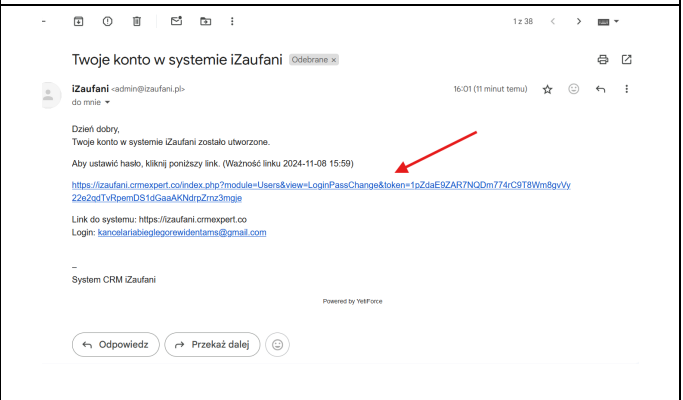 1 z 38
Twoje konto w systemie iZaufani Odebrane ×
iZaufani <admin@izaufani.pl> 16:01 (11 minut temu)
do mnie
Dzień dobry,
Twoje konto w systemie iZaufani zostało utworzone.
Aby ustawić hasło, kliknij poniższy link. (Ważność linku 2024-11-08 15:59)
https://izaufani.crmexpert.co/index.php?module=Users&view=LoginPassChange&token=1pZdaE9ZAR7NQDm774rC9T8Wm8gvVy
22e2qdTvRpemDS1dGaaAKNdrpZrnz3mgje
Link do systemu: https://izaufani.crmexpert.co
Login: kancelariabieglegorewidentams@gmail.com
–
System CRM iZaufani
Powered by YetiForce
Odpowiedz Przekaż dalej